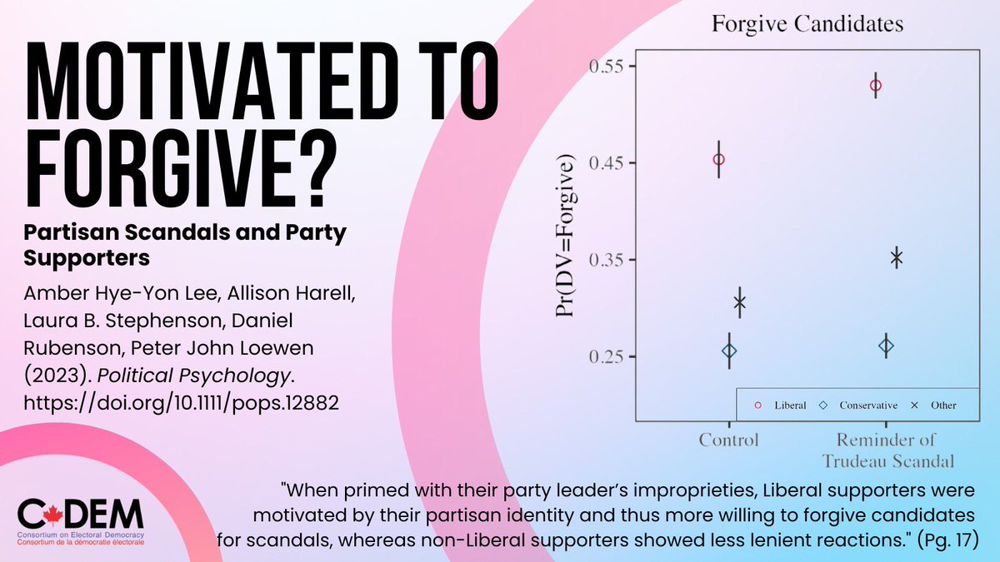 MOTIVATED TO
FORGIVE?
Partisan Scandals and Party
Supporters
Amber Hye-Yon Lee, Allison Harell,
Laura B. Stephenson, Daniel
Rubenson, Peter John Loewen
(2023). Political Psychology.
https://doi.org/10.1111/pops.12882
Forgive Candidates
Pr(DV=Forgive)
0.55
0.45
0.35
0.25
Liberal Conservative Other
Control
Reminder of
Trudeau Scandal
"When primed with their party leader’s improprieties, Liberal supporters were
motivated by their partisan identity and thus more willing to forgive candidates
for scandals, whereas non-Liberal supporters showed less lenient reactions." (Pg. 17)
C DEM
Consortium on Electoral Democracy
Consortium de la démocratie électorale